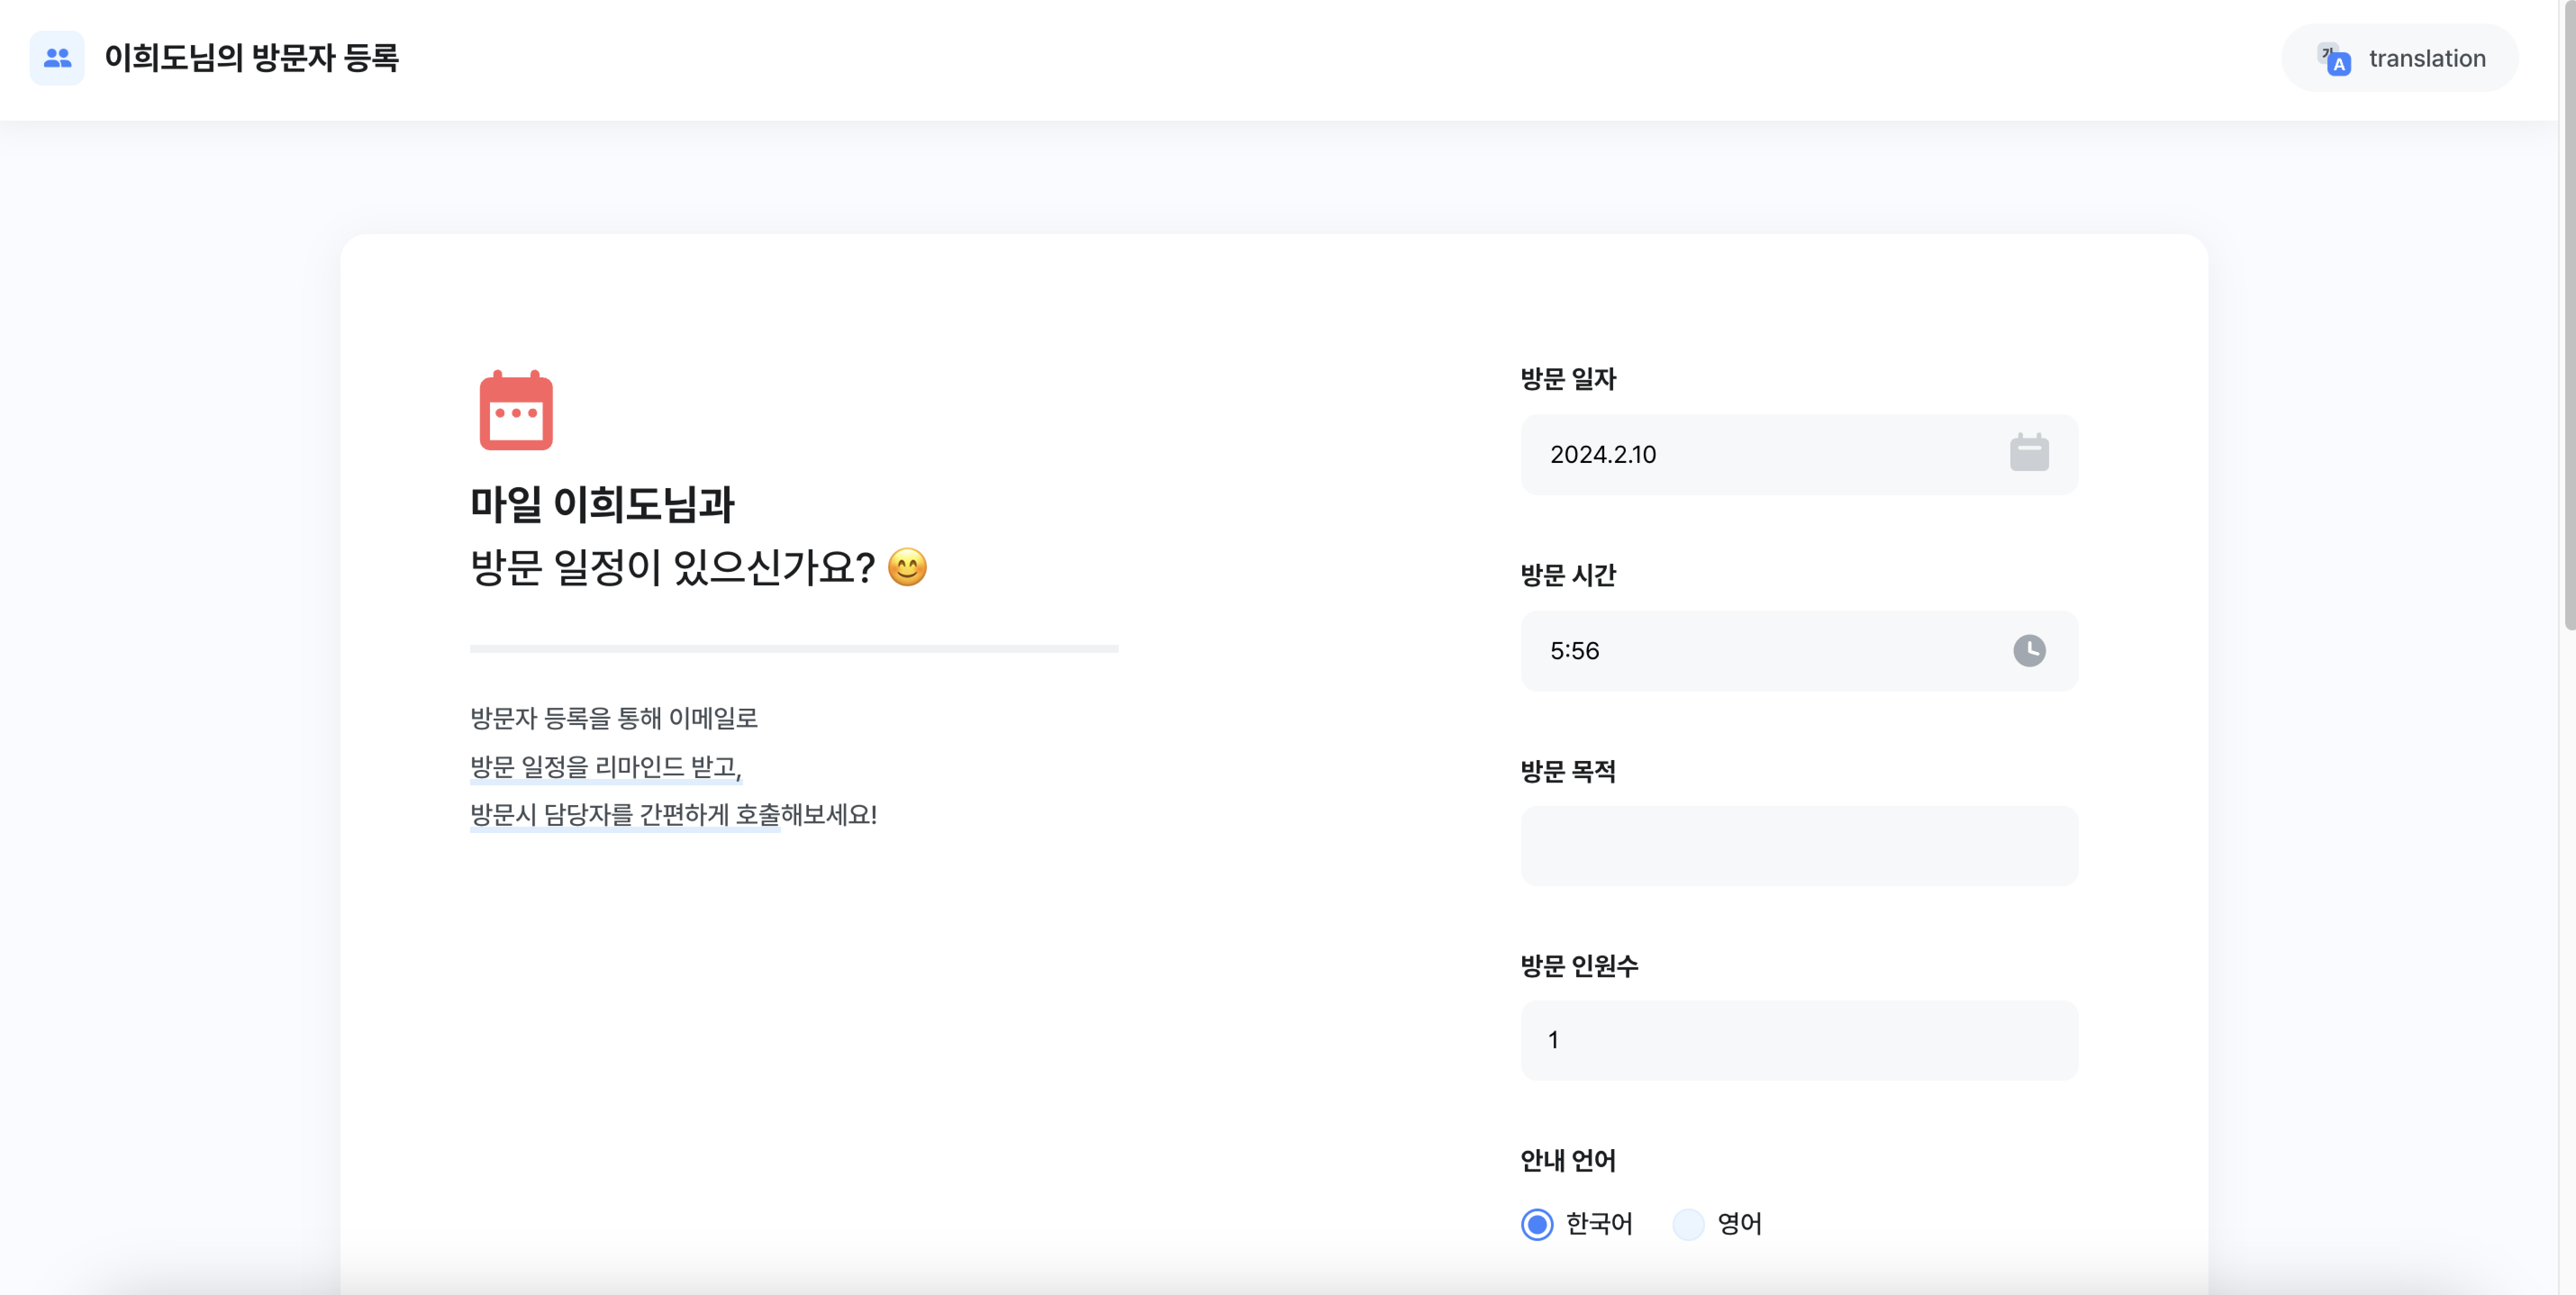 이희도님의 방문자 등록
translation
마일 이희도님과
방문 일정이 있으신가요? 😊
방문자 등록을 통해 이메일로
방문 일정을 리마인드 받고,
방문시 담당자를 간편하게 호출해보세요!
방문 일자
2024.2.10
방문 시간
5:56
방문 목적
방문 인원수
1
안내 언어
한국어 영어